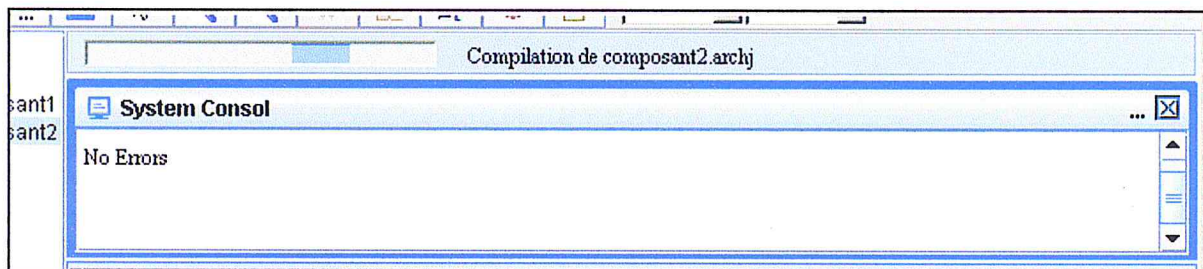 Compilation de composant2.archj
sant1
System Consol
...
sant2
No Errors